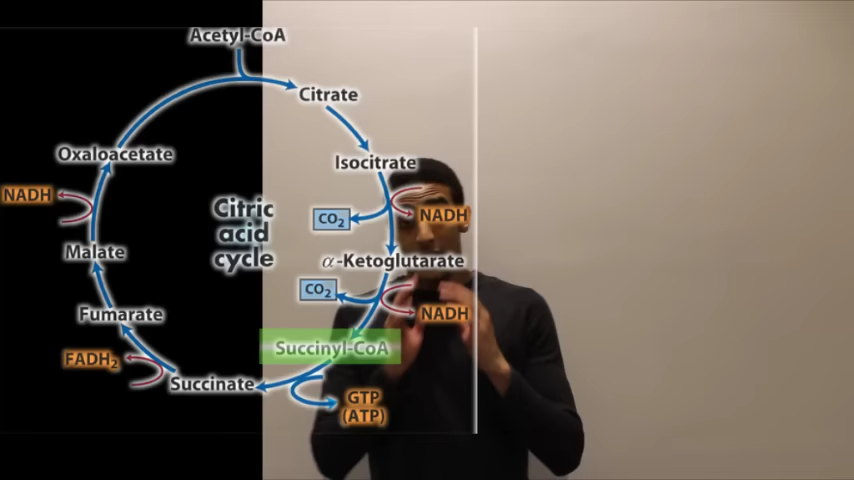 Acetyl-CoA
Citrate
Isocitrate
CO₂
NADH
α-Ketoglutarate
CO₂
NADH
Succinyl-CoA
GTP
(ATP)
Succinate
FADH₂
Fumarate
Malate
NADH
Oxaloacetate
Citric
acid
cycle